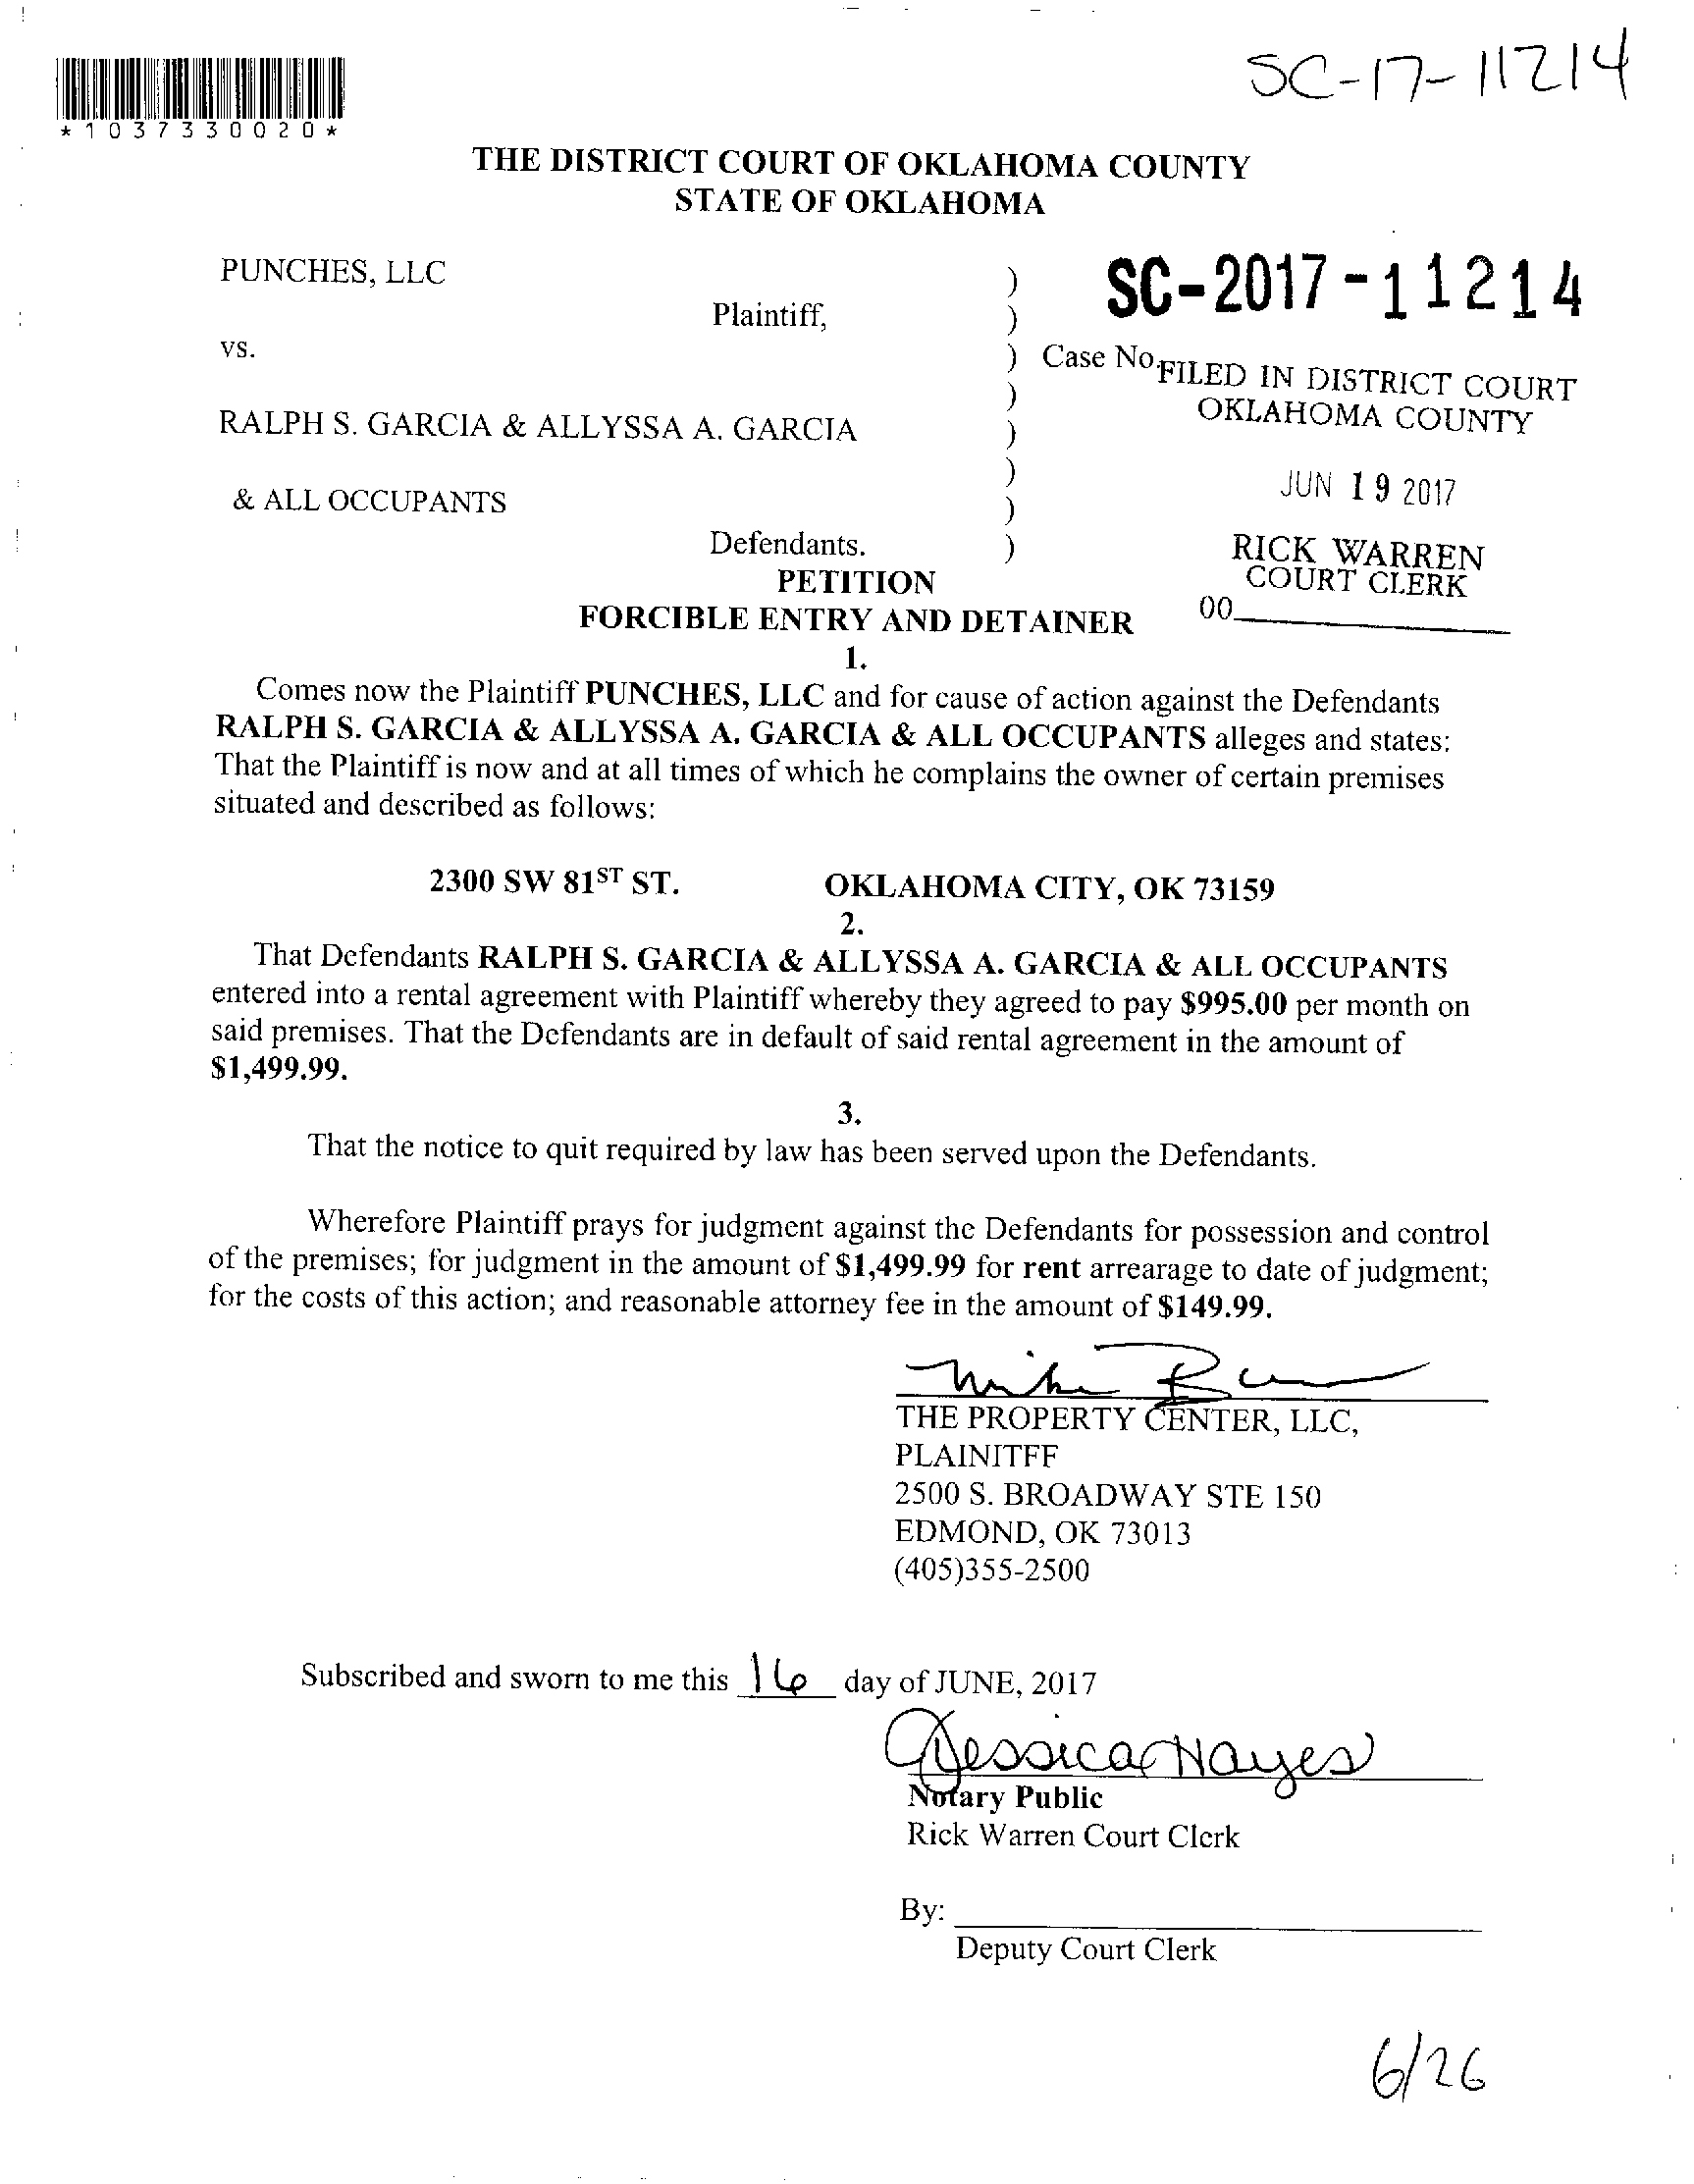 SC-17-11214
*1037330020*
THE DISTRICT COURT OF OKLAHOMA COUNTY
STATE OF OKLAHOMA
PUNCHES, LLC
Plaintiff,
vs.
RALPH S. GARCIA & ALLYSSA A. GARCIA
& ALL OCCUPANTS
Defendants.
)
)
)
)
)
)
)
)
SC-2017-11214
Case No.
FILED IN DISTRICT COURT
OKLAHOMA COUNTY
JUN 19 2017
RICK WARREN
COURT CLERK
00
PETITION
FORCIBLE ENTRY AND DETAINER
1.
Comes now the Plaintiff PUNCHES, LLC and for cause of action against the Defendants
RALPH S. GARCIA & ALLYSSA A. GARCIA & ALL OCCUPANTS alleges and states:
That the Plaintiff is now and at all times of which he complains the owner of certain premises
situated and described as follows:
2300 SW 81ST ST. OKLAHOMA CITY, OK 73159
2.
That Defendants RALPH S. GARCIA & ALLYSSA A. GARCIA & ALL OCCUPANTS
entered into a rental agreement with Plaintiff whereby they agreed to pay $995.00 per month on
said premises. That the Defendants are in default of said rental agreement in the amount of
$1,499.99.
3.
That the notice to quit required by law has been served upon the Defendants.
Wherefore Plaintiff prays for judgment against the Defendants for possession and control
of the premises; for judgment in the amount of $1,499.99 for rent arrearage to date of judgment;
for the costs of this action; and reasonable attorney fee in the amount of $149.99.
THE PROPERTY CENTER, LLC,
PLAINITFF
2500 S. BROADWAY STE 150
EDMOND, OK 73013
(405)355-2500
Subscribed and sworn to me this 16 day of JUNE, 2017
Jessica Hayes
Notary Public
Rick Warren Court Clerk
By:
Deputy Court Clerk
6/26